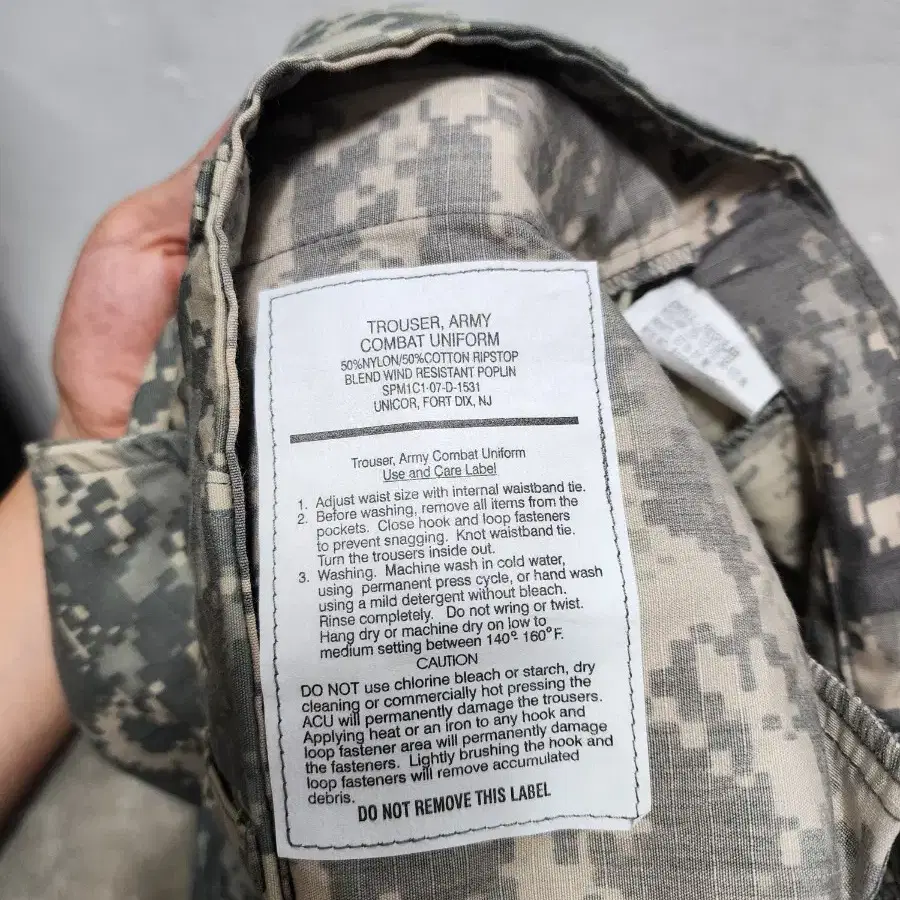 TROUSER, ARMY
COMBAT UNIFORM
50%NYLON/50%COTTON RIPSTOP
BLEND WIND RESISTANT POPLIN
SPM1C1-07-D-1531
UNICOR, FORT DIX, NJ
Trouser, Army Combat Uniform
Use and Care Label
1. Adjust waist size with internal waistband tie.
2. Before washing, remove all items from the
pockets. Close hook and loop fasteners
to prevent snagging. Knot waistband tie.
Turn the trousers inside out.
3. Washing. Machine wash in cold water,
using permanent press cycle, or hand wash
using a mild detergent without bleach.
Rinse completely. Do not wring or twist.
Hang dry or machine dry on low to
medium setting between 140° 160°F.
CAUTION
DO NOT use chlorine bleach or starch, dry
cleaning or commercially hot pressing the
ACU will permanently damage the trousers.
Applying heat or an iron to any hook and
loop fastener area will permanently damage
the fasteners. Lightly brushing the hook and
loop fasteners will remove accumulated
debris.
DO NOT REMOVE THIS LABEL